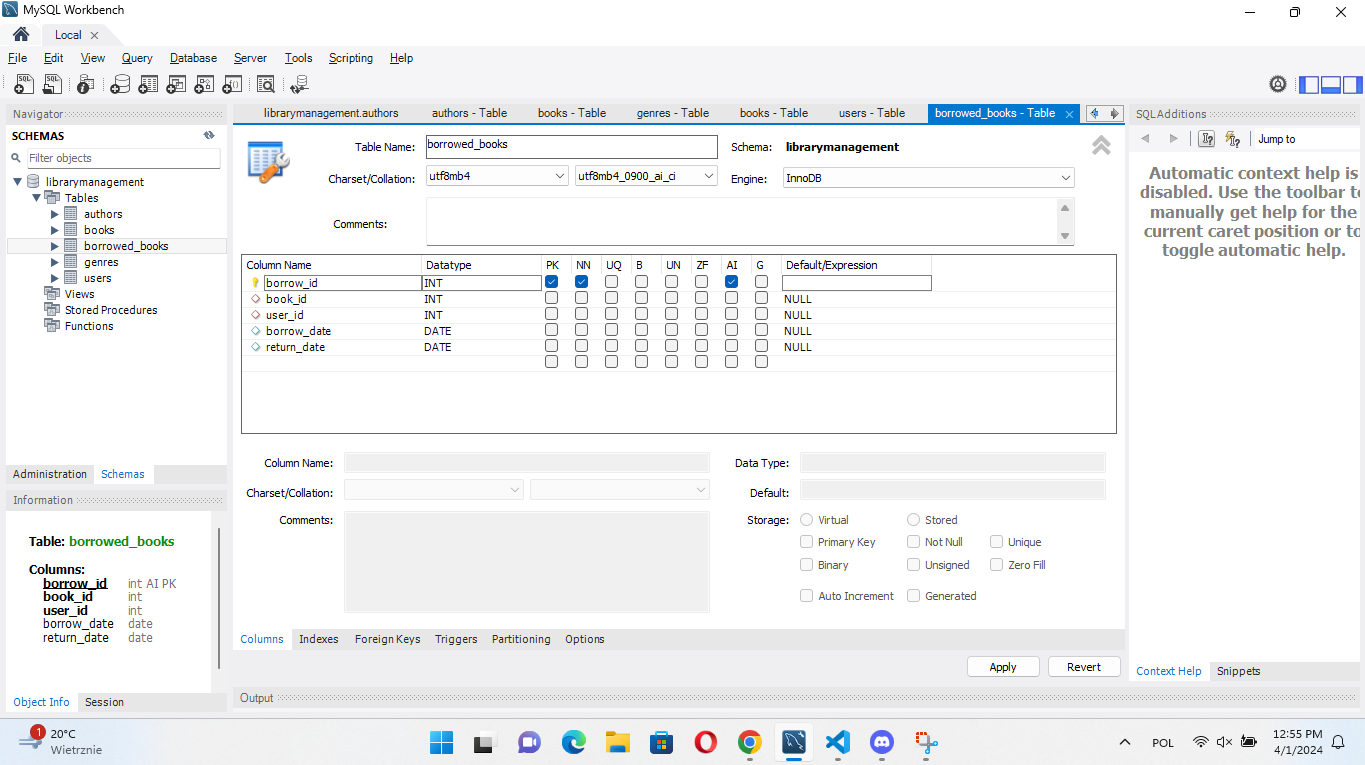 MySQL Workbench
Local
File Edit View Query Database Server Tools Scripting Help
Navigator
SCHEMAS
Filter objects
librarymanagement
Tables
authors
books
borrowed_books
genres
users
Views
Stored Procedures
Functions
Administration Schemas
Information
Table: borrowed_books
Columns:
borrow_id int AI PK
book_id int
user_id int
borrow_date date
return_date date
Object Info Session
librarymanagement.authors authors - Table books - Table genres - Table books - Table users - Table borrowed_books - Table
Table Name: borrowed_books Schema: librarymanagement
Charset/Collation: utf8mb4 utf8mb4_0900_ai_ci Engine: InnoDB
Comments:
Column Name Datatype PK NN UQ B UN ZF AI G Default/Expression
borrow_id INT
book_id INT NULL
user_id INT NULL
borrow_date DATE NULL
return_date DATE NULL
Column Name: Data Type:
Charset/Collation: Default:
Comments: Storage: Virtual Stored
Primary Key Not Null Unique
Binary Unsigned Zero Fill
Auto Increment Generated
Columns Indexes Foreign Keys Triggers Partitioning Options
Apply Revert
Output
SQLAdditions
Jump to
Automatic context help is
disabled. Use the toolbar to
manually get help for the
current caret position or to
toggle automatic help.
Context Help Snippets
1
20°C
Wietrznie
POL
12:55 PM
4/1/2024